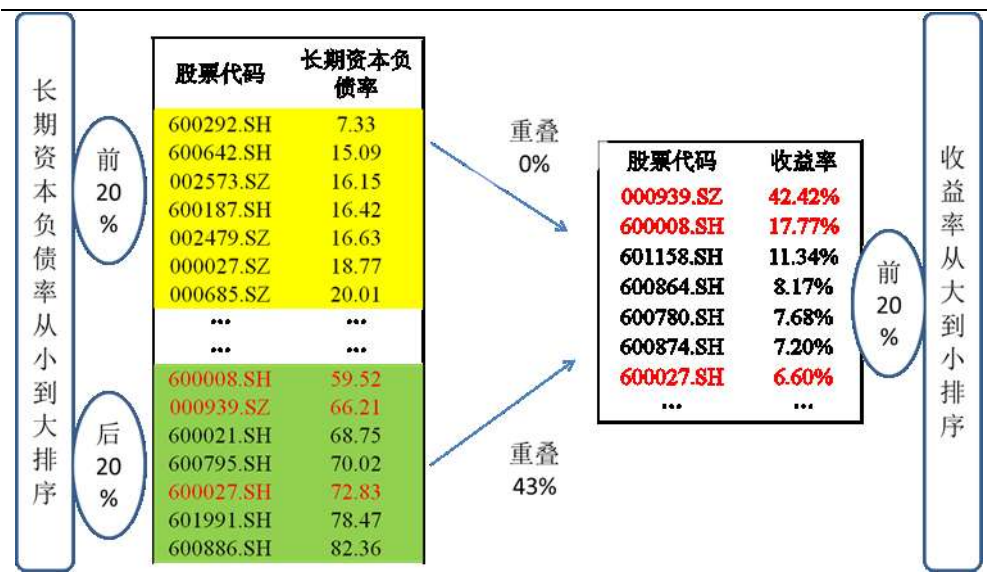 长期资本负债率从小到大排序
前
20
%
后
20
%
股票代码 长期资本负债率
600292.SH 7.33
600642.SH 15.09
002573.SZ 16.15
600187.SH 16.42
002479.SZ 16.63
000027.SZ 18.77
000685.SZ 20.01
... ...
... ...
600008.SH 59.52
000939.SZ 66.21
600021.SH 68.75
600795.SH 70.02
600027.SH 72.83
601991.SH 78.47
600886.SH 82.36
重叠
0%
重叠
43%
股票代码 收益率
000939.SZ 42.42%
600008.SH 17.77%
601158.SH 11.34%
600864.SH 8.17%
600780.SH 7.68%
600874.SH 7.20%
600027.SH 6.60%
... ...
前
20
%
收益率从大到小排序